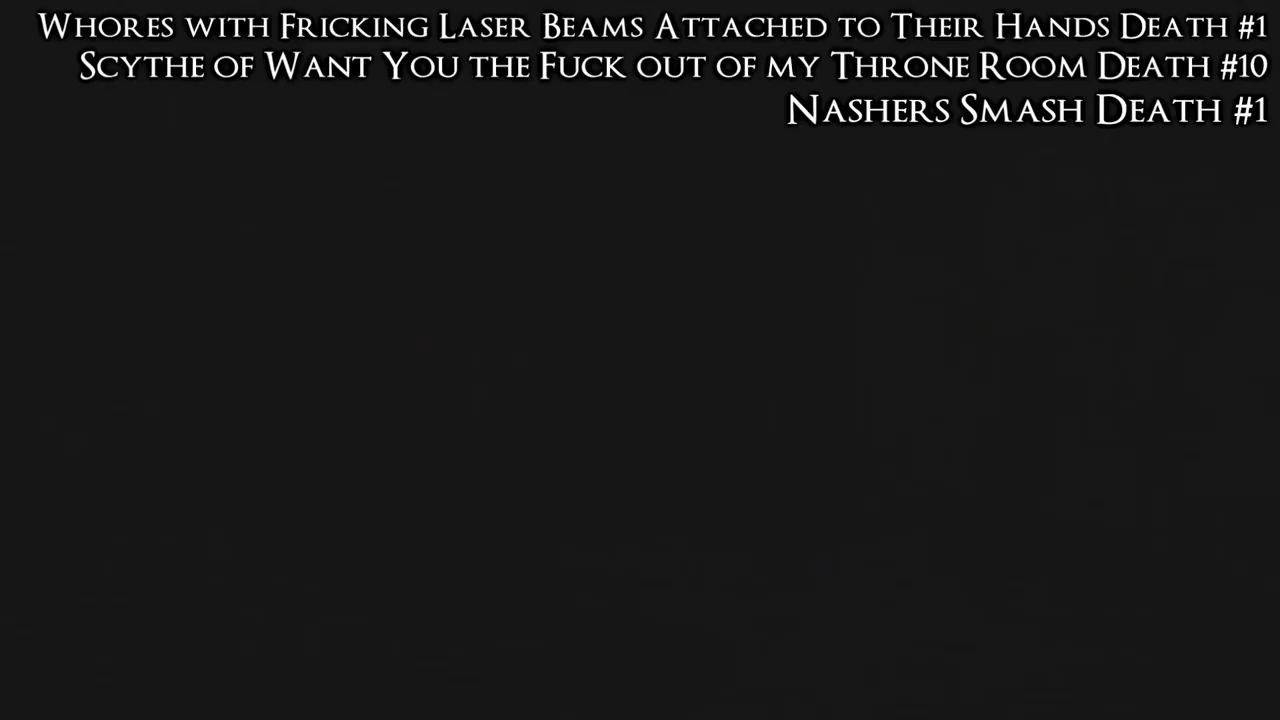 Whores with Fricking Laser Beams Attached to Their Hands Death #1
Scythe of Want You the Fuck out of my Throne Room Death #10
Nashers Smash Death #1